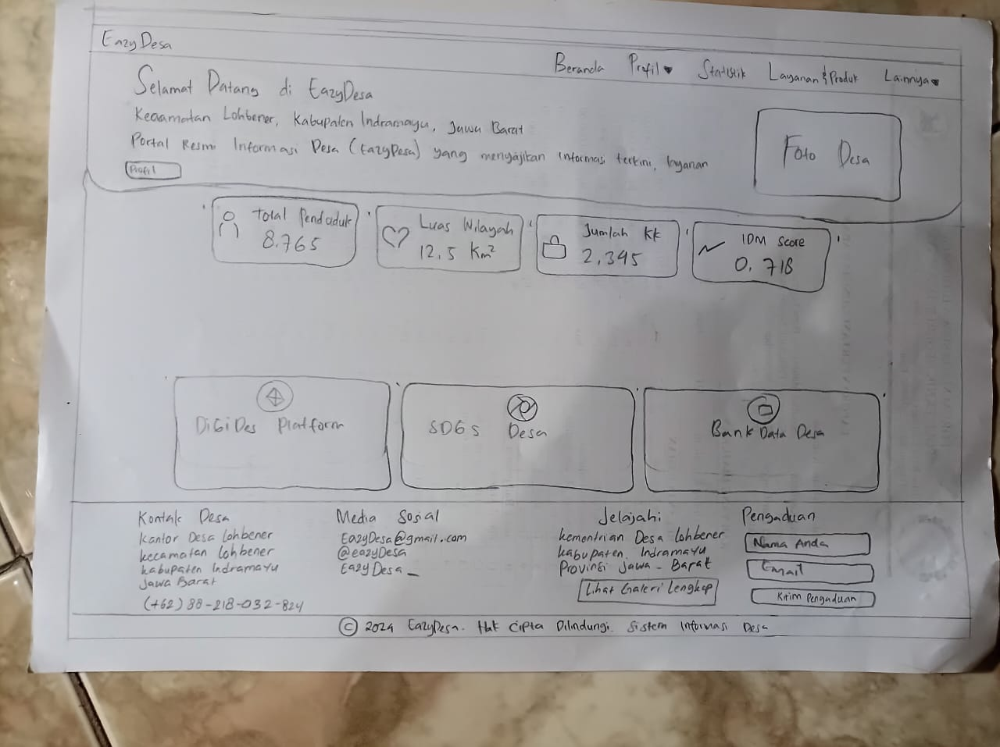 EazyDesa
Beranda Profil Statistik Layanan & Produk Lainnya
Selamat Datang di EazyDesa
Kecamatan Lohbener, Kabupaten Indramayu, Jawa Barat
Portal Resmi Informasi Desa (EazyDesa) yang menyajikan informasi terkini, layanan
Profil
Foto Desa
Total Penduduk
8.765
Luas Wilayah
12,5 Km²
Jumlah KK
2,345
IDM Score
0.718
DiGiDes Platform
SDGs Desa
Bank Data Desa
Kontak Desa
Kantor Desa Lohbener
kecamatan Lohbener
kabupaten Indramayu
Jawa Barat
(+62) 88-218-032-824
Media Sosial
EazyDesa@gmail.com
@eazyDesa
EazyDesa_
Jelajahi
kementrian Desa Lohbener
kabupaten Indramayu
Provinsi Jawa-Barat
Lihat Galeri Lengkap
Pengaduan
Nama Anda
Email
Kirim Pengaduan
© 2024 EazyDesa. Hak Cipta Dilindungi. Sistem Informasi Desa